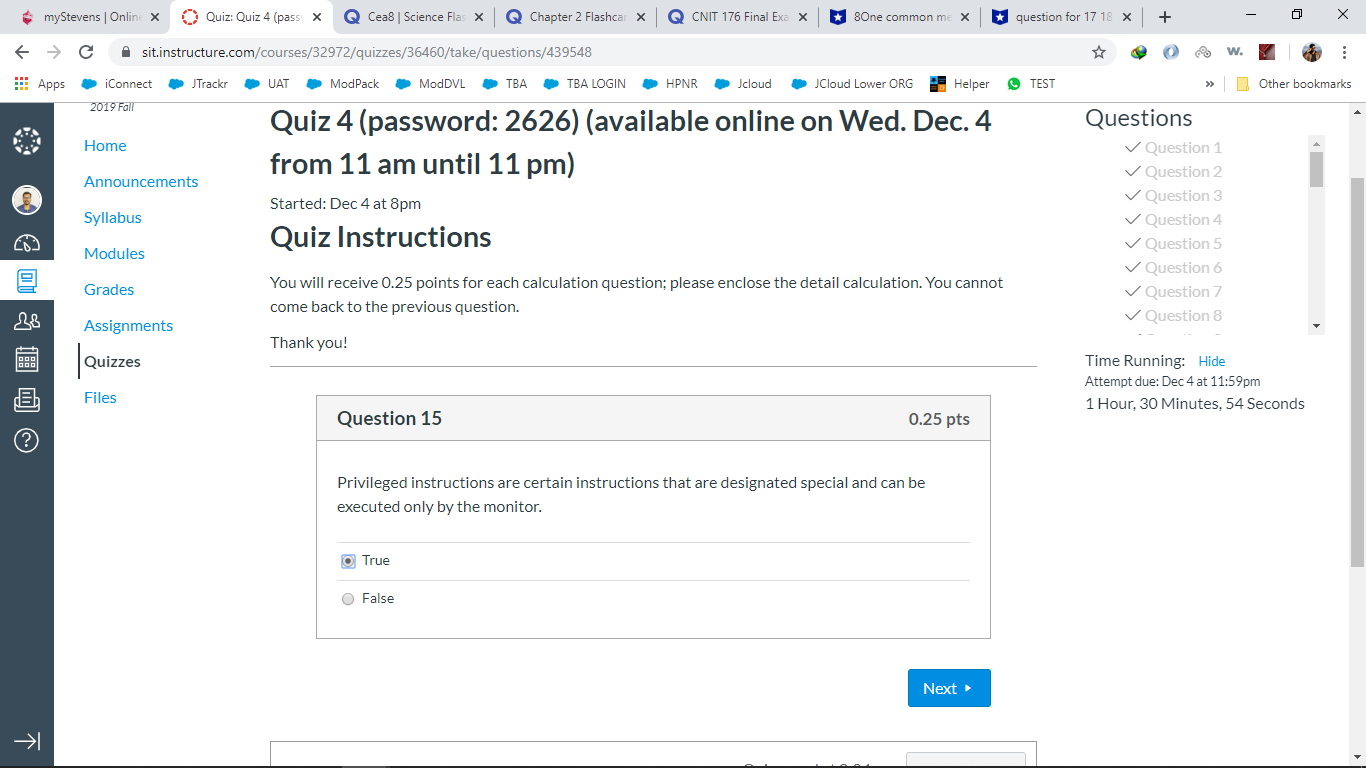 myStevens | Online
Quiz: Quiz 4 (pass
Cea8 | Science Flas
Chapter 2 Flashcar
CNIT 176 Final Exa
8One common me
question for 17 18
sit.instructure.com/courses/32972/quizzes/36460/take/questions/439548
Apps
iConnect
JTrackr
UAT
ModPack
ModDVL
TBA
TBA LOGIN
HPNR
Jcloud
JCloud Lower ORG
Helper
TEST
»
Other bookmarks
2019 Fall
Home
Announcements
Syllabus
Modules
Grades
Assignments
Quizzes
Files
Quiz 4 (password: 2626) (available online on Wed. Dec. 4
from 11 am until 11 pm)
Started: Dec 4 at 8pm
Quiz Instructions
You will receive 0.25 points for each calculation question; please enclose the detail calculation. You cannot
come back to the previous question.
Thank you!
Question 15
0.25 pts
Privileged instructions are certain instructions that are designated special and can be
executed only by the monitor.
True
False
Next
Questions
Question 1
Question 2
Question 3
Question 4
Question 5
Question 6
Question 7
Question 8
Time Running: Hide
Attempt due: Dec 4 at 11:59pm
1 Hour, 30 Minutes, 54 Seconds